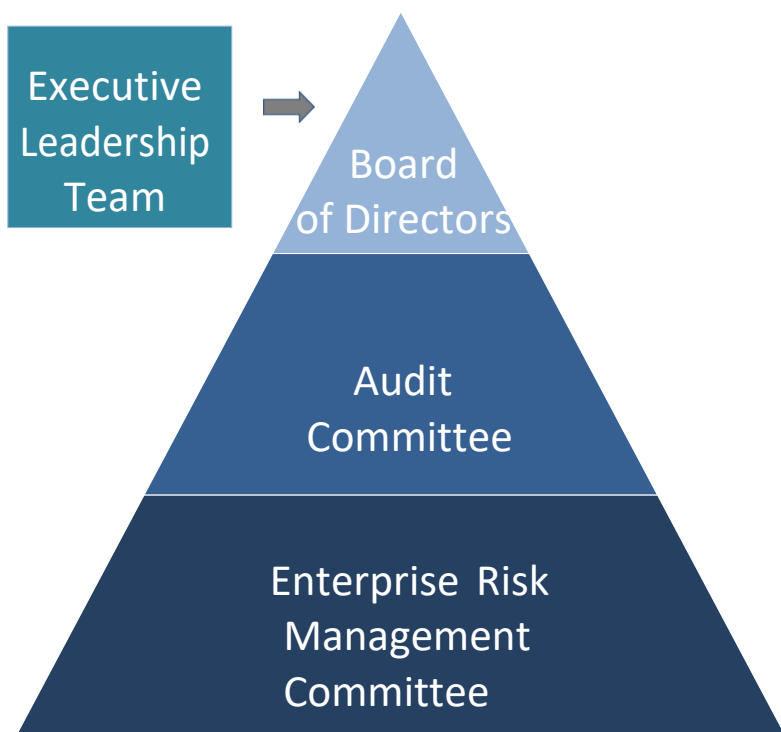 Executive
Leadership
Team
Board
of Directors
Audit
Committee
Enterprise Risk
Management
Committee